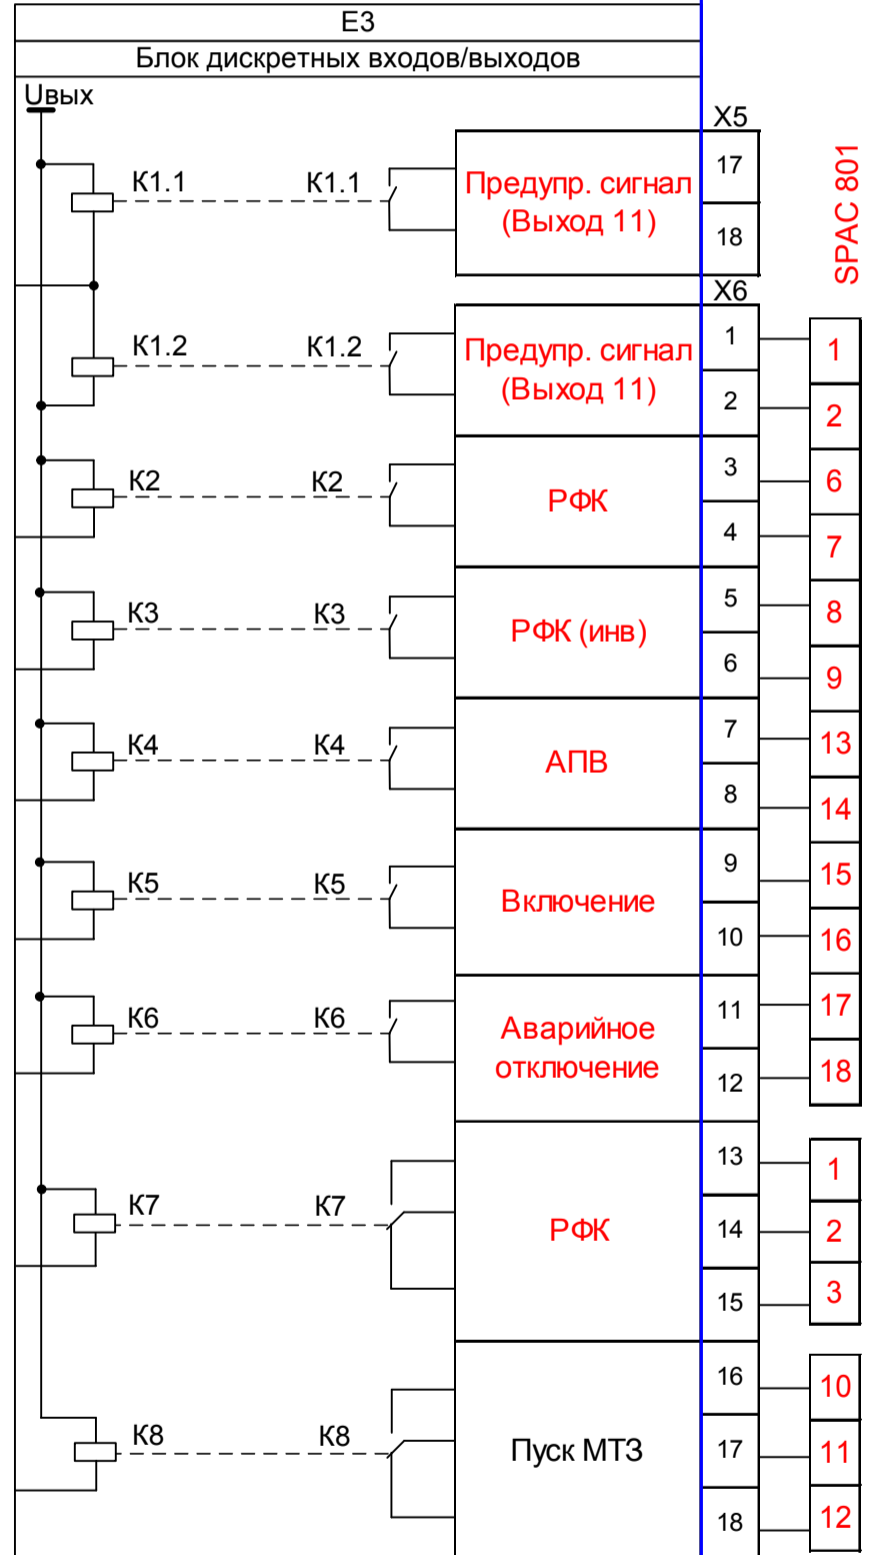 E3
Блок дискретных входов/выходов
Uвых
X5
SPAC 801
K1.1
K1.1
Предупр. сигнал
(Выход 11)
17
18
X6
K1.2
K1.2
Предупр. сигнал
(Выход 11)
1
1
2
2
K2
K2
РФК
3
6
4
7
K3
K3
РФК (инв)
5
8
6
9
K4
K4
АПВ
7
13
8
14
K5
K5
Включение
9
15
10
16
K6
K6
Аварийное
отключение
11
17
12
18
K7
K7
РФК
13
1
14
2
15
3
K8
K8
Пуск МТЗ
16
10
17
11
18
12